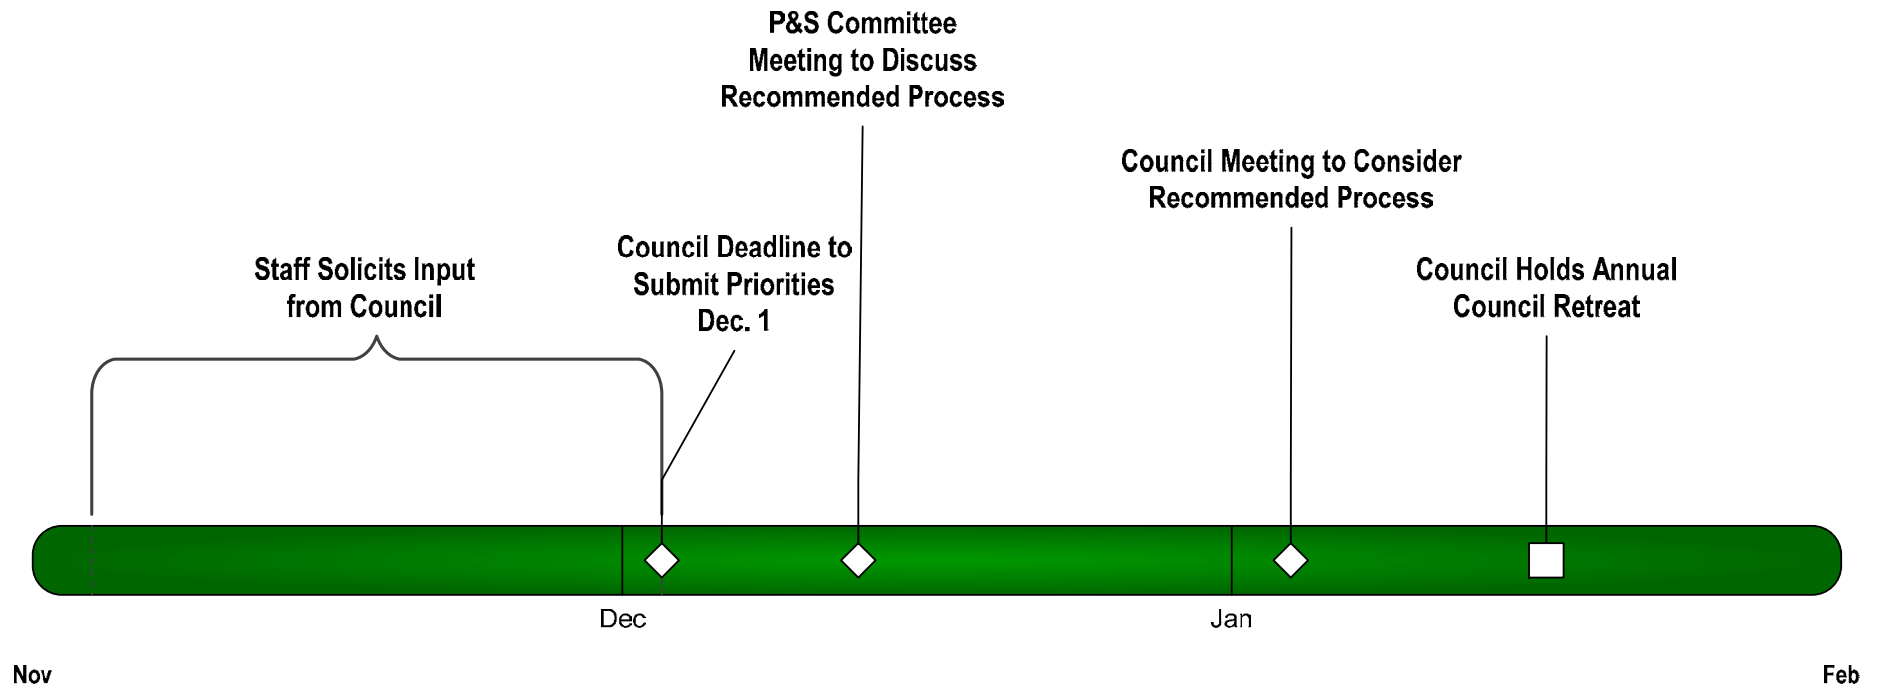 P&S Committee
Meeting to Discuss
Recommended Process
Council Meeting to Consider
Recommended Process
Council Deadline to
Submit Priorities
Dec. 1
Staff Solicits Input
from Council
Council Holds Annual
Council Retreat
Dec
Jan
Nov
Feb